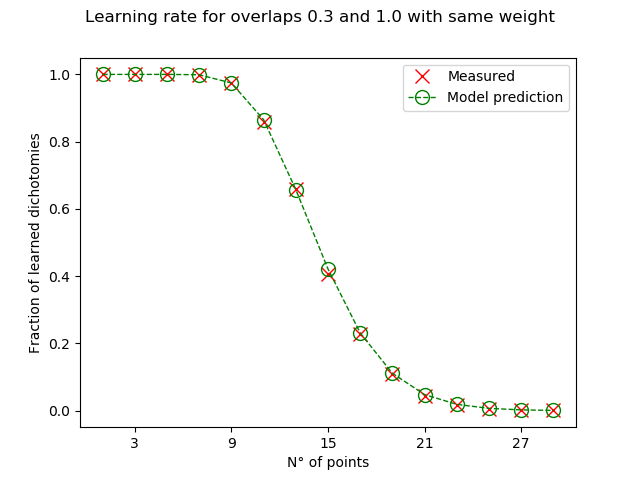 Learning rate for overlaps 0.3 and 1.0 with same weight
Measured
Model prediction
Fraction of learned dichotomies
1.0
0.8
0.6
0.4
0.2
0.0
3 9 15 21 27
N° of points